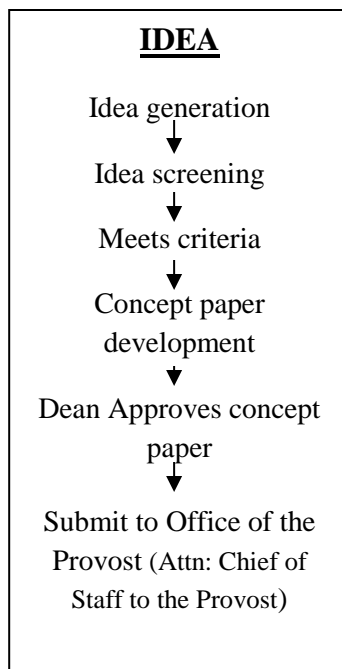 IDEA
Idea generation
Idea screening
Meets criteria
Concept paper
development
Dean Approves concept
paper
Submit to Office of the
Provost (Attn: Chief of
Staff to the Provost)